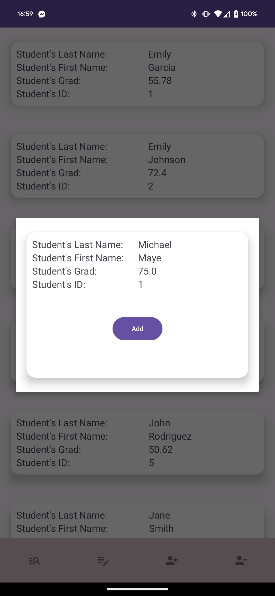 16:59 100%
Student's Last Name: Emily
Student's First Name: Garcia
Student's Grad: 55.78
Student's ID: 1
Student's Last Name: Emily
Student's First Name: Johnson
Student's Grad: 72.4
Student's ID: 2
Student's Last Name: Michael
Student's First Name: Maye
Student's Grad: 75.0
Student's ID: 1
Add
Student's Last Name: John
Student's First Name: Rodriguez
Student's Grad: 50.62
Student's ID: 5
Student's Last Name: Jane
Student's First Name: Smith